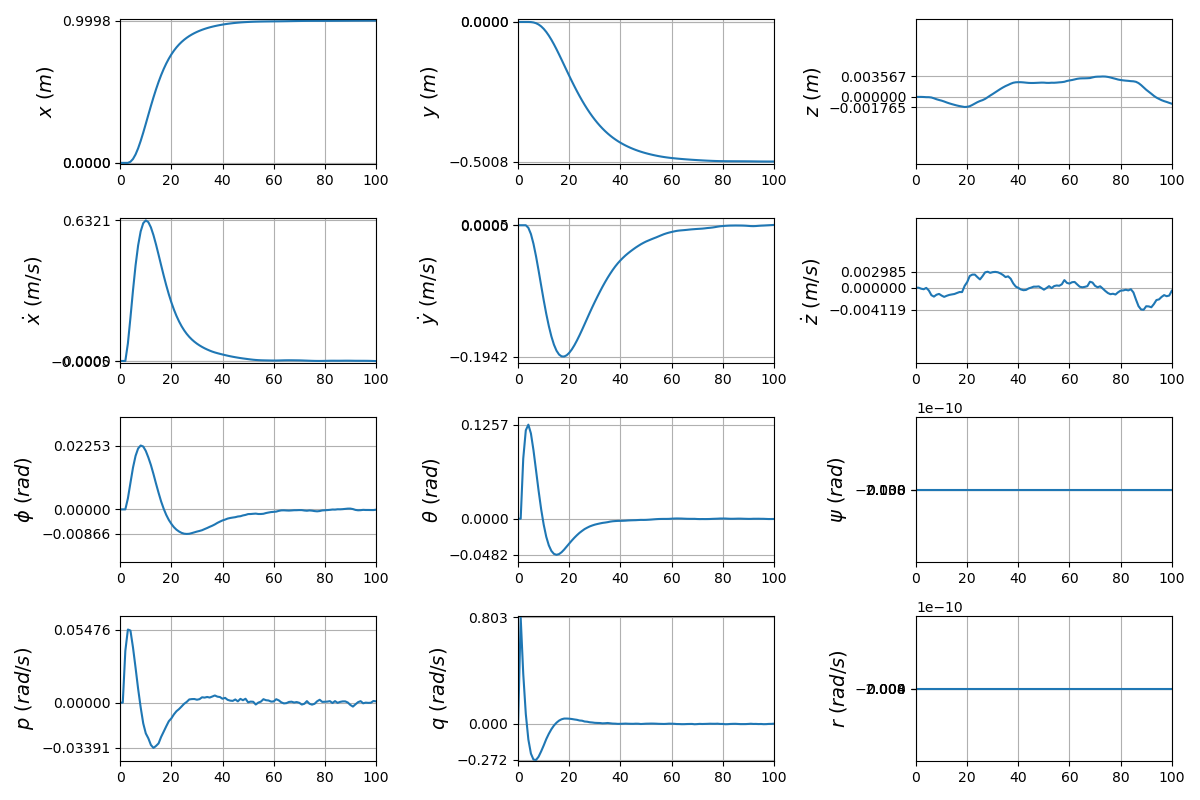 0.9998
0.0000
x (m)
0 20 40 60 80 100
0.0000
−0.5008
y (m)
0 20 40 60 80 100
0.003567
0.000000
−0.001765
z (m)
0 20 40 60 80 100
0.6321
ẋ (m/s)
0 20 40 60 80 100
−0.1942
ẏ (m/s)
0 20 40 60 80 100
0.002985
0.000000
−0.004119
ż (m/s)
0 20 40 60 80 100
0.02253
0.00000
−0.00866
ϕ (rad)
0 20 40 60 80 100
0.1257
0.0000
−0.0482
θ (rad)
0 20 40 60 80 100
1e−10
ψ (rad)
0 20 40 60 80 100
0.05476
0.00000
−0.03391
p (rad/s)
0 20 40 60 80 100
0.803
0.000
−0.272
q (rad/s)
0 20 40 60 80 100
1e−10
r (rad/s)
0 20 40 60 80 100